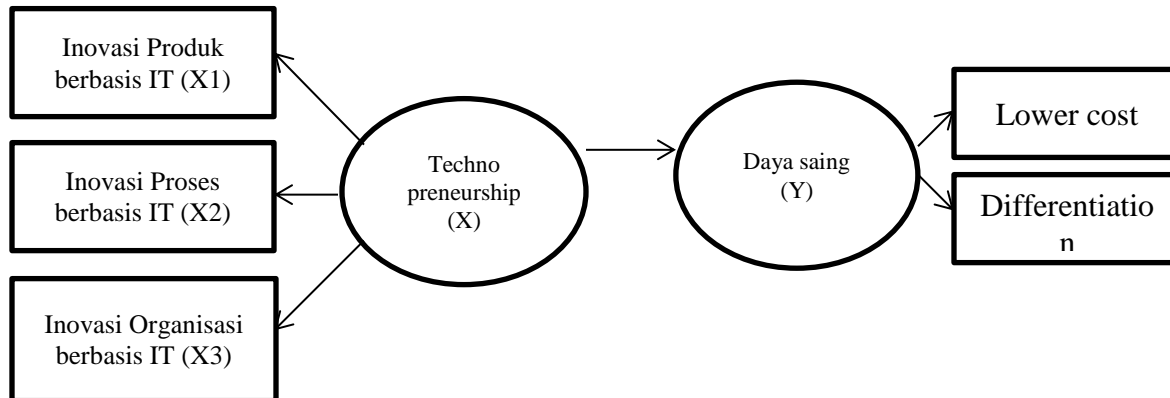 Inovasi Produk
berbasis IT (X1)
Inovasi Proses
berbasis IT (X2)
Inovasi Organisasi
berbasis IT (X3)
Techno
preneurship
(X)
Daya saing
(Y)
Lower cost
Differentiatio
n